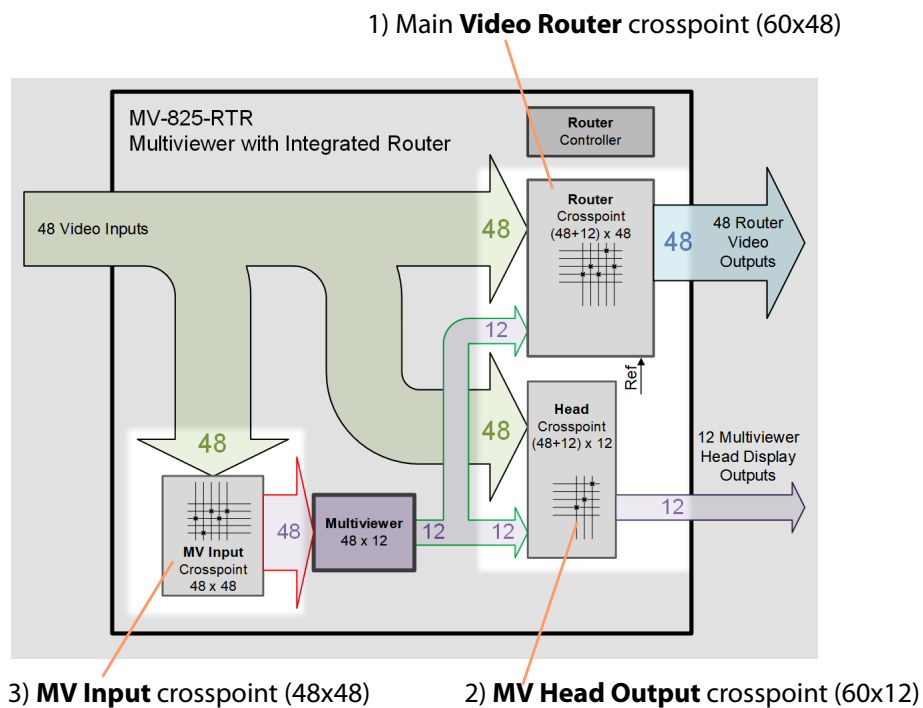 1) Main Video Router crosspoint (60x48)
MV-825-RTR
Multiviewer with Integrated Router
Router
Controller
48 Video Inputs
48
Router
Crosspoint
(48+12) x 48
48
48 Router
Video
Outputs
12
Ref
48
Head
Crosspoint
(48+12) x 12
12 Multiviewer
Head Display
Outputs
12
48
MV Input
Crosspoint
48 x 48
48
Multiviewer
48 x 12
12
12
3) MV Input crosspoint (48x48)
2) MV Head Output crosspoint (60x12)